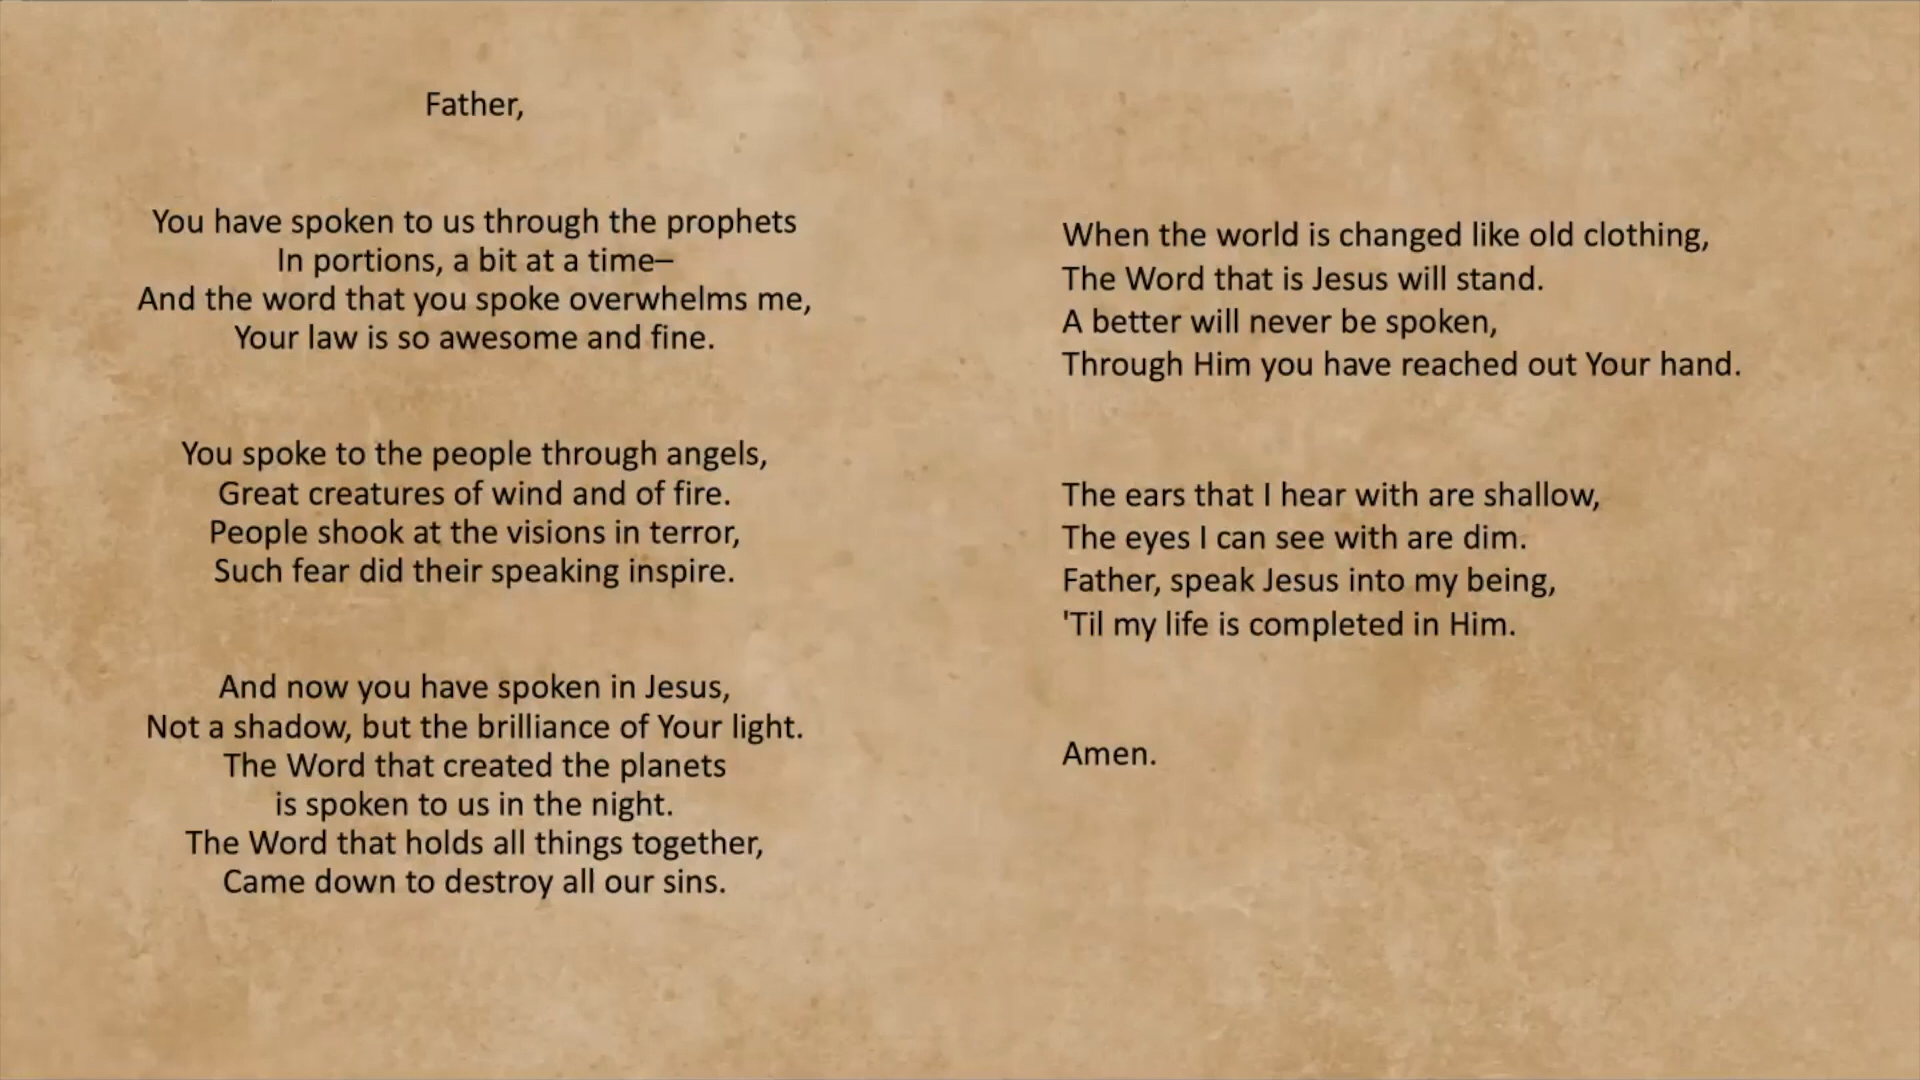 Father,
You have spoken to us through the prophets
In portions, a bit at a time–
And the word that you spoke overwhelms me,
Your law is so awesome and fine.
You spoke to the people through angels,
Great creatures of wind and of fire.
People shook at the visions in terror,
Such fear did their speaking inspire.
And now you have spoken in Jesus,
Not a shadow, but the brilliance of Your light.
The Word that created the planets
is spoken to us in the night.
The Word that holds all things together,
Came down to destroy all our sins.
When the world is changed like old clothing,
The Word that is Jesus will stand.
A better will never be spoken,
Through Him you have reached out Your hand.
The ears that I hear with are shallow,
The eyes I can see with are dim.
Father, speak Jesus into my being,
'Til my life is completed in Him.
Amen.